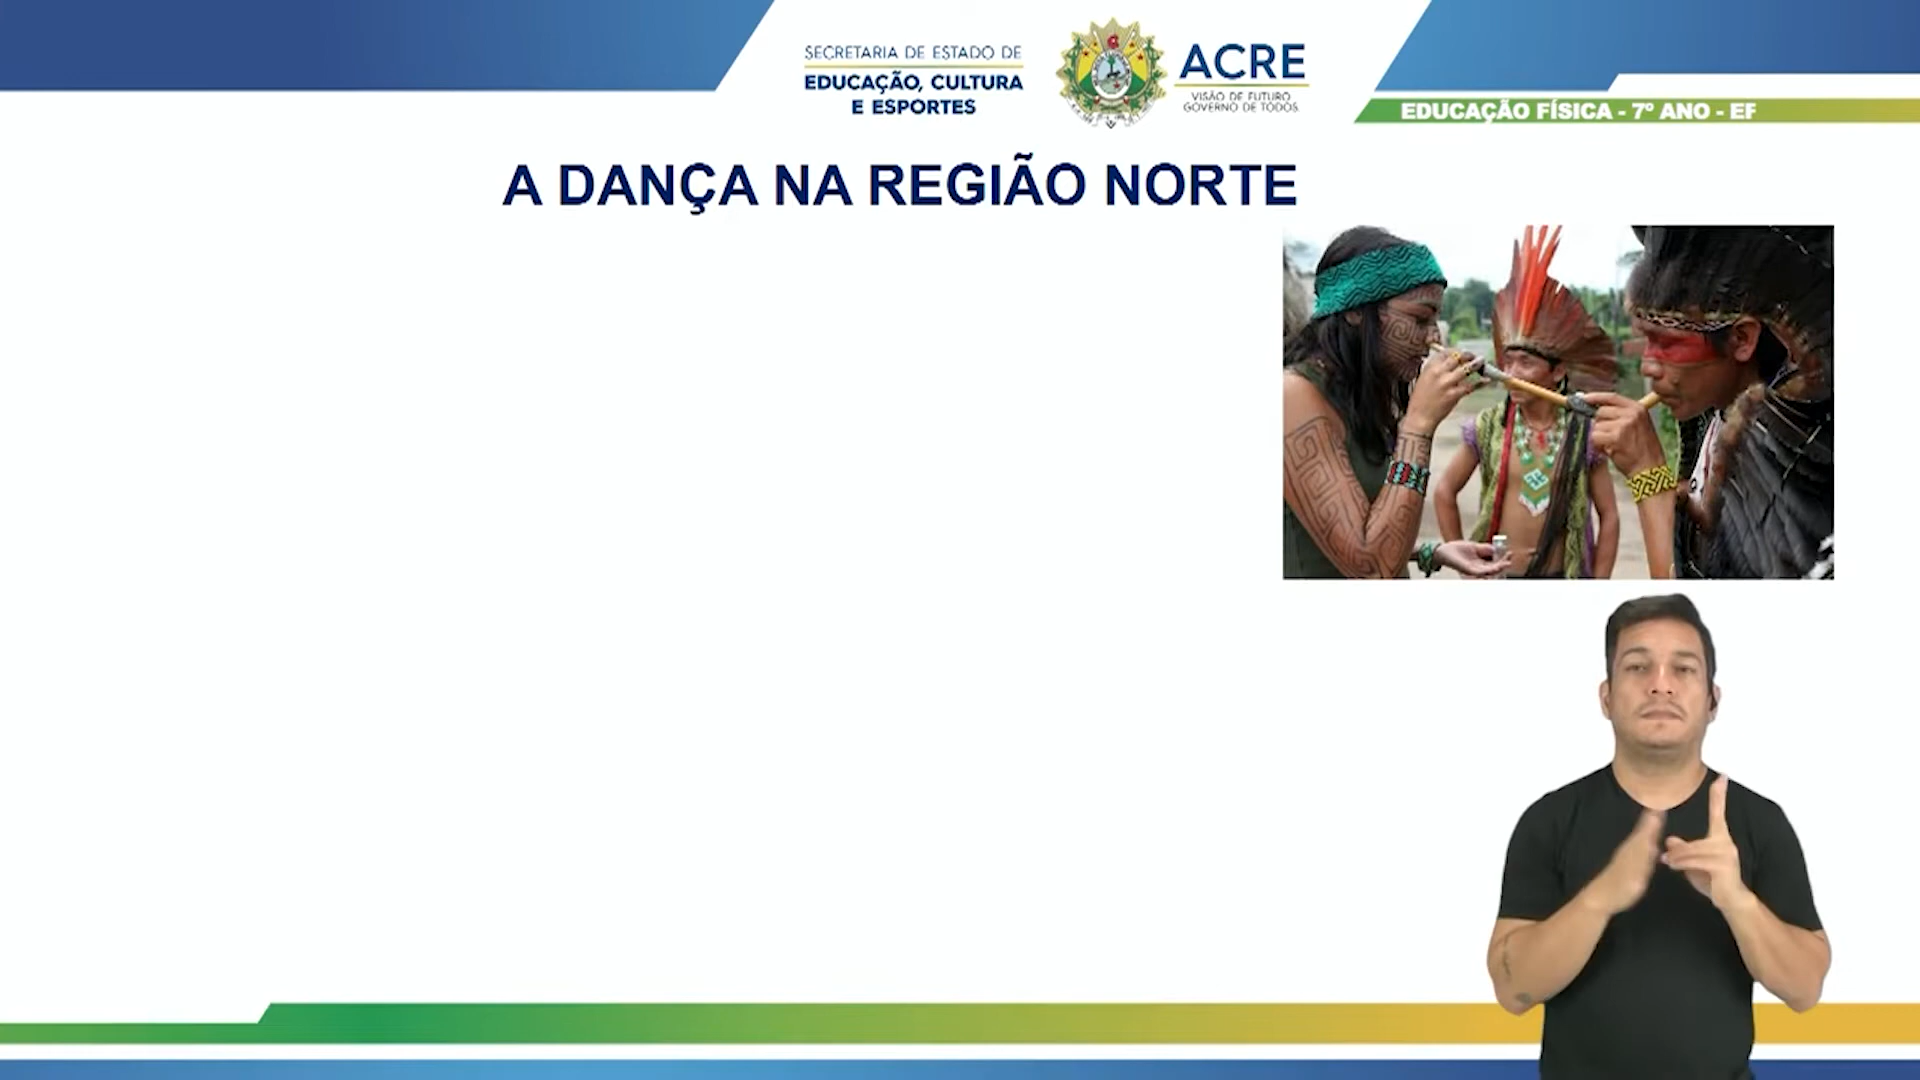 SECRETARIA DE ESTADO DE
EDUCAÇÃO, CULTURA
E ESPORTES
ACRE
VISÃO DE FUTURO
GOVERNO DE TODOS
EDUCAÇÃO FÍSICA - 7º ANO - EF
A DANÇA NA REGIÃO NORTE